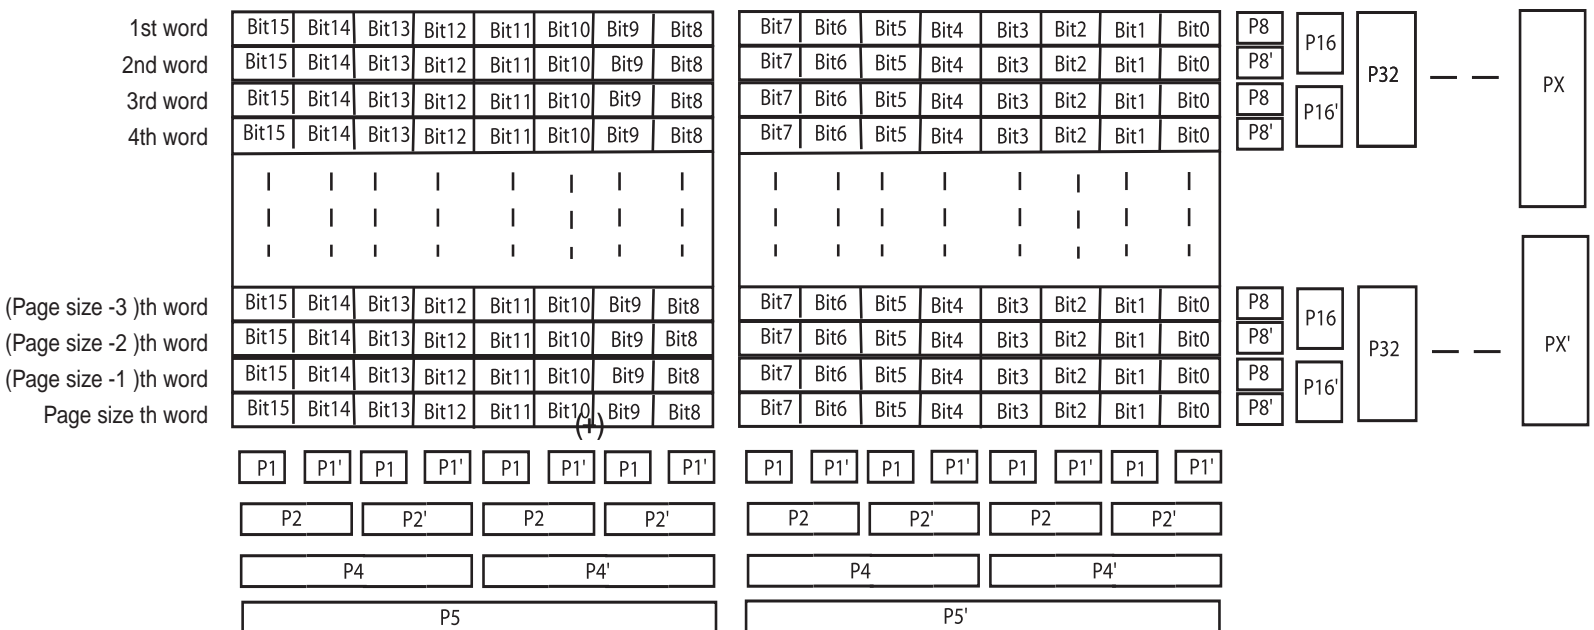 1st word Bit15 Bit14 Bit13 Bit12 Bit11 Bit10 Bit9 Bit8 Bit7 Bit6 Bit5 Bit4 Bit3 Bit2 Bit1 Bit0 P8 P16 P32 PX
2nd word Bit15 Bit14 Bit13 Bit12 Bit11 Bit10 Bit9 Bit8 Bit7 Bit6 Bit5 Bit4 Bit3 Bit2 Bit1 Bit0 P8'
3rd word Bit15 Bit14 Bit13 Bit12 Bit11 Bit10 Bit9 Bit8 Bit7 Bit6 Bit5 Bit4 Bit3 Bit2 Bit1 Bit0 P8 P16'
4th word Bit15 Bit14 Bit13 Bit12 Bit11 Bit10 Bit9 Bit8 Bit7 Bit6 Bit5 Bit4 Bit3 Bit2 Bit1 Bit0 P8'
(Page size -3 )th word Bit15 Bit14 Bit13 Bit12 Bit11 Bit10 Bit9 Bit8 Bit7 Bit6 Bit5 Bit4 Bit3 Bit2 Bit1 Bit0 P8 P16 P32 PX'
(Page size -2 )th word Bit15 Bit14 Bit13 Bit12 Bit11 Bit10 Bit9 Bit8 Bit7 Bit6 Bit5 Bit4 Bit3 Bit2 Bit1 Bit0 P8'
(Page size -1 )th word Bit15 Bit14 Bit13 Bit12 Bit11 Bit10 Bit9 Bit8 Bit7 Bit6 Bit5 Bit4 Bit3 Bit2 Bit1 Bit0 P8 P16'
Page size th word Bit15 Bit14 Bit13 Bit12 Bit11 Bit10 Bit9 Bit8 Bit7 Bit6 Bit5 Bit4 Bit3 Bit2 Bit1 Bit0 P8'
(+)
P1 P1' P1 P1' P1 P1' P1 P1' P1 P1' P1 P1' P1 P1' P1 P1'
P2 P2' P2 P2' P2 P2' P2 P2'
P4 P4' P4 P4'
P5 P5'